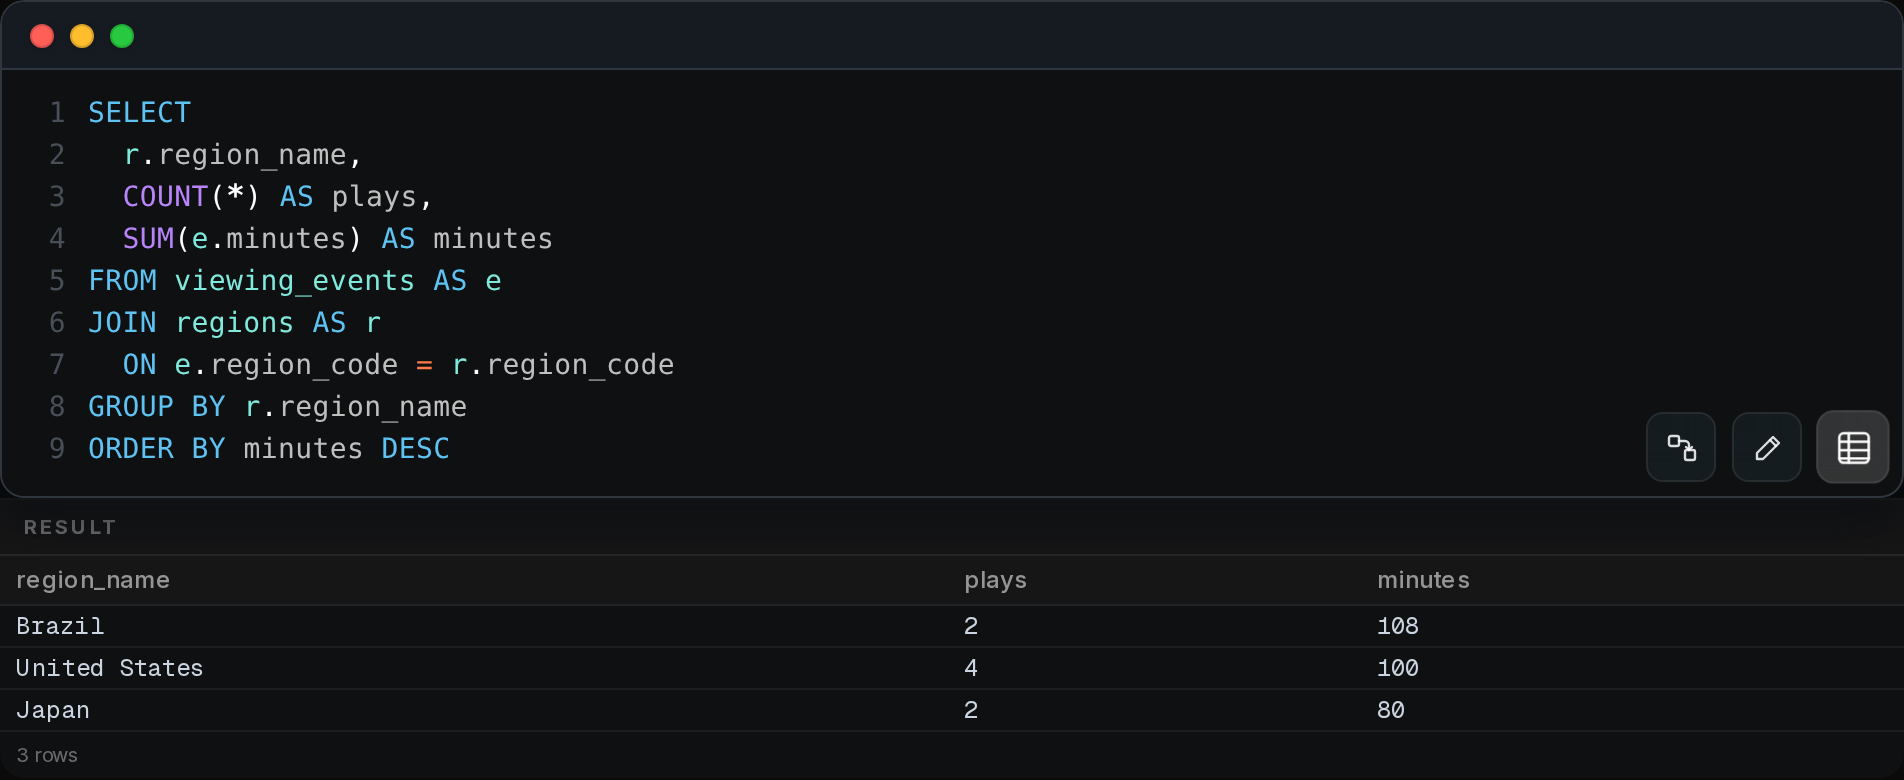 1 SELECT
2   r.region_name,
3   COUNT(*) AS plays,
4   SUM(e.minutes) AS minutes
5 FROM viewing_events AS e
6 JOIN regions AS r
7   ON e.region_code = r.region_code
8 GROUP BY r.region_name
9 ORDER BY minutes DESC
RESULT
region_name plays minutes
Brazil 2 108
United States 4 100
Japan 2 80
3 rows